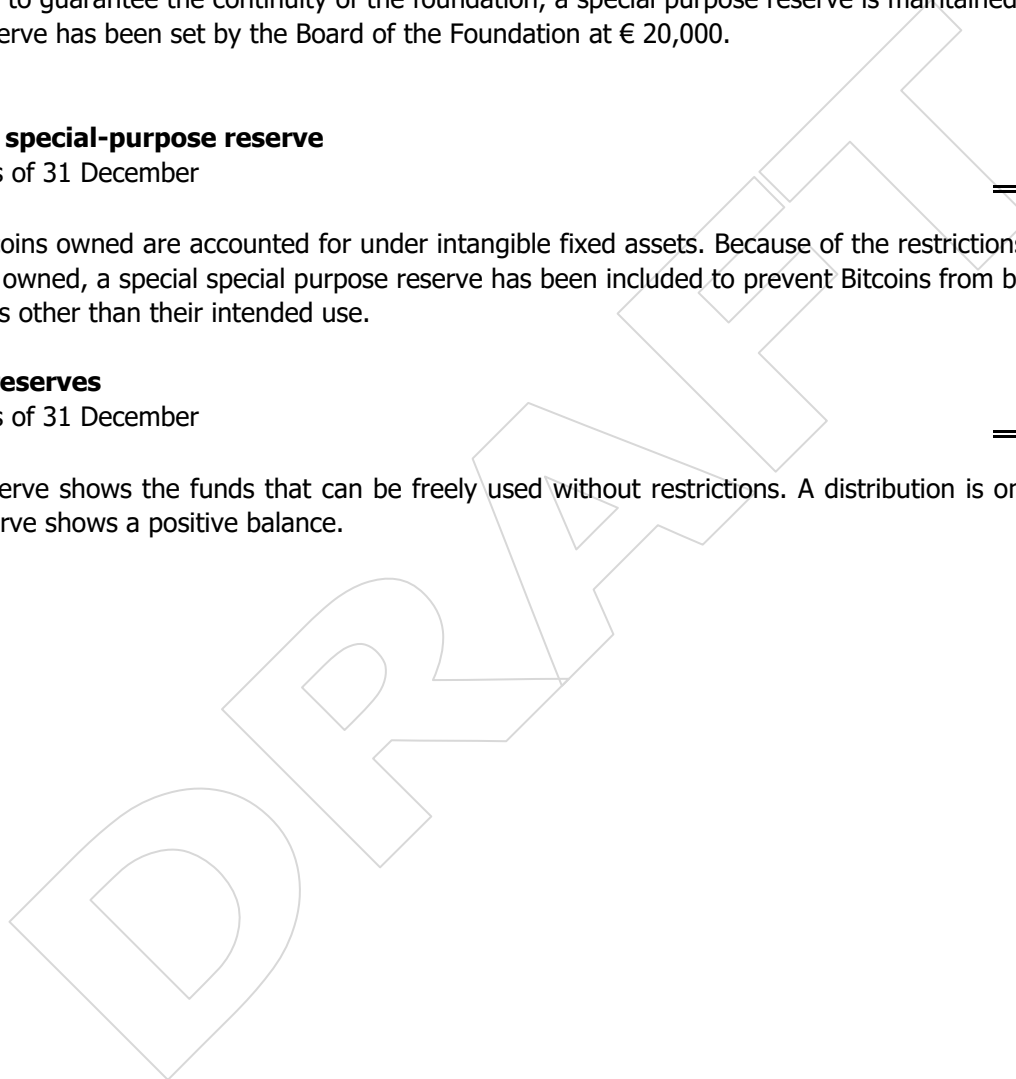 to guarantee the continuity of the foundation, a special purpose reserve is maintained
erve has been set by the Board of the Foundation at € 20,000.
special-purpose reserve
s of 31 December
oins owned are accounted for under intangible fixed assets. Because of the restrictions
owned, a special special purpose reserve has been included to prevent Bitcoins from b
s other than their intended use.
eserves
s of 31 December
erve shows the funds that can be freely used without restrictions. A distribution is or
rve shows a positive balance.
DRAFT